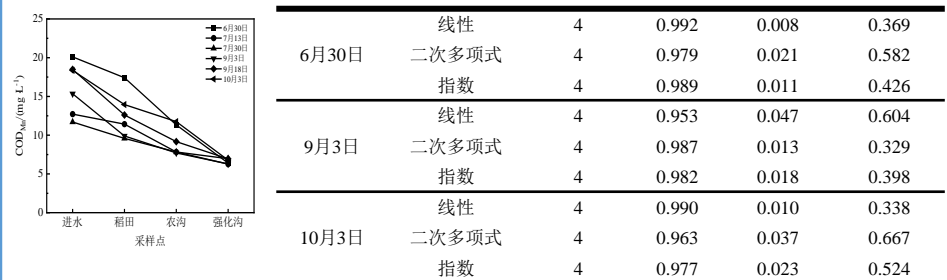 25
20
15
10
5
0
COD_Mn/(mg·L⁻¹)
6月30日
7月13日
7月30日
9月3日
9月18日
10月3日
进水 稻田 农沟 强化沟
采样点
线性 4 0.992 0.008 0.369
6月30日 二次多项式 4 0.979 0.021 0.582
指数 4 0.989 0.011 0.426
线性 4 0.953 0.047 0.604
9月3日 二次多项式 4 0.987 0.013 0.329
指数 4 0.982 0.018 0.398
线性 4 0.990 0.010 0.338
10月3日 二次多项式 4 0.963 0.037 0.667
指数 4 0.977 0.023 0.524